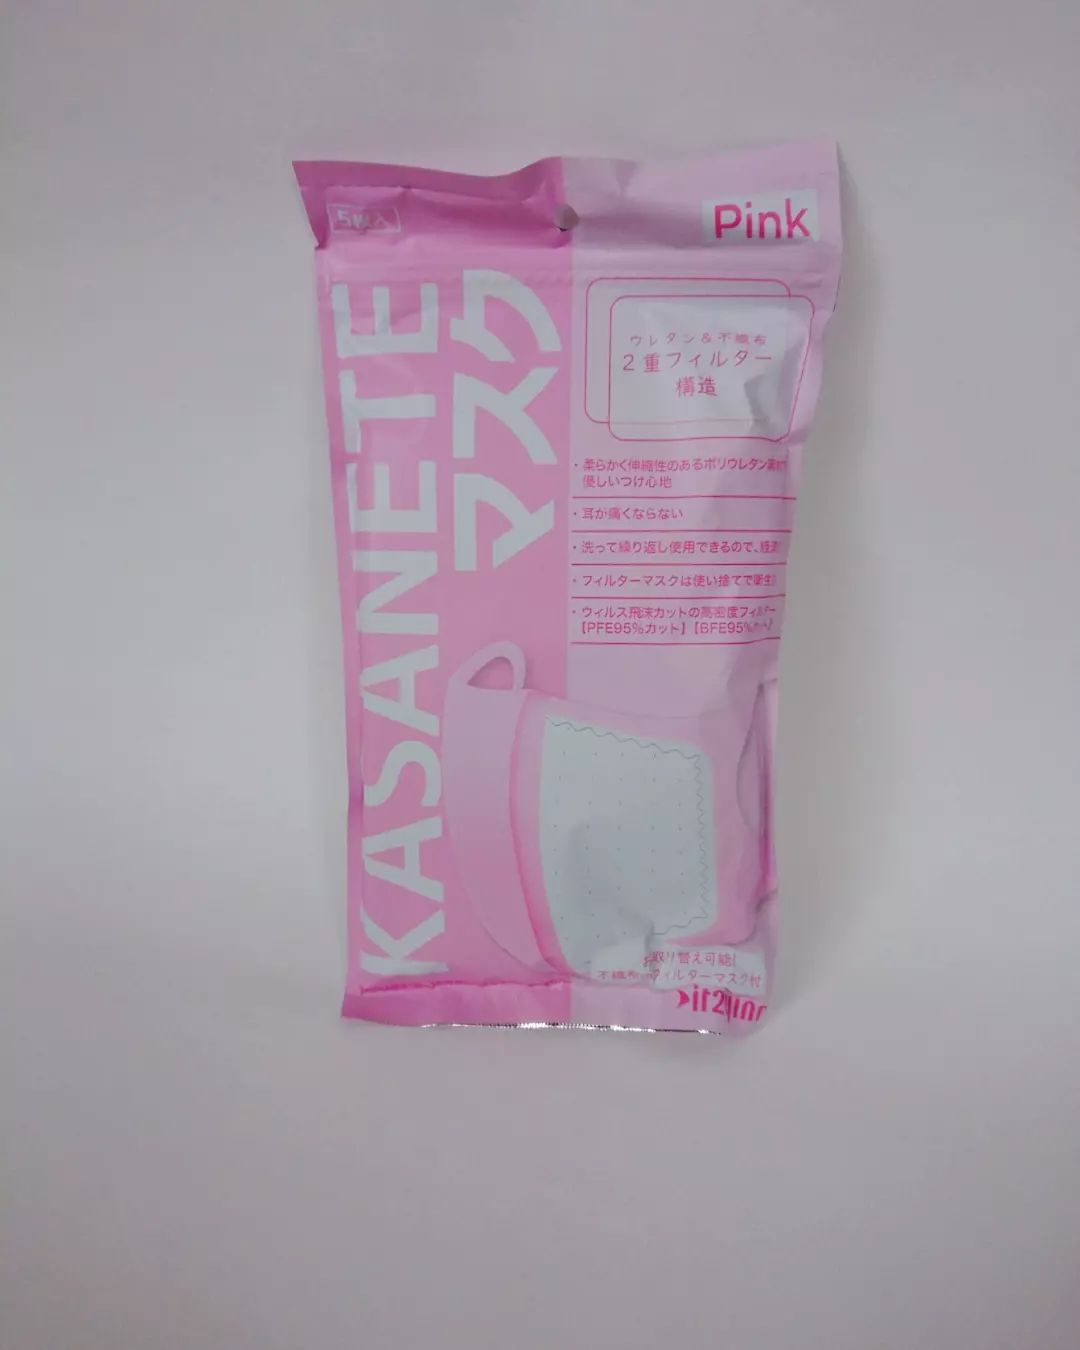 5枚入
Pink
KASANETE
マスク
ウレタン&不織布
2重フィルター
構造
・柔らかく伸縮性のあるポリウレタン素材で
優しいつけ心地
・耳が痛くならない
・洗って繰り返し使用できるので、経済
・フィルターマスクは使い捨てで衛生
・ウィルス飛沫カットの高密度フィルター
【PFE95%カット】【BFE95%カット】
取り替え可能!
不織布フィルターマスク付